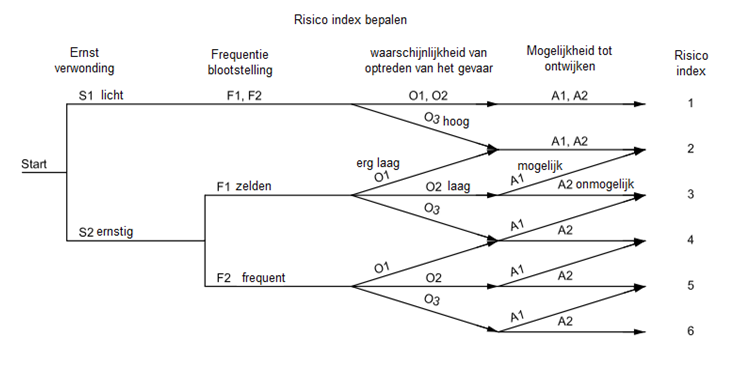 Risico index bepalen
Ernst
verwonding
Frequentie
blootstelling
waarschijnlijkheid van
optreden van het gevaar
Mogelijkheid tot
ontwijken
Risico
index
S1 licht
F1, F2
O1, O2
A1, A2
1
O3 hoog
A1, A2
2
Start
erg laag
O1
mogelijk
A1
F1 zelden
O2 laag
A2 onmogelijk
3
O3
A1
S2 ernstig
A2
4
O1
A1
F2 frequent
O2
A2
5
O3
A1
A2
6